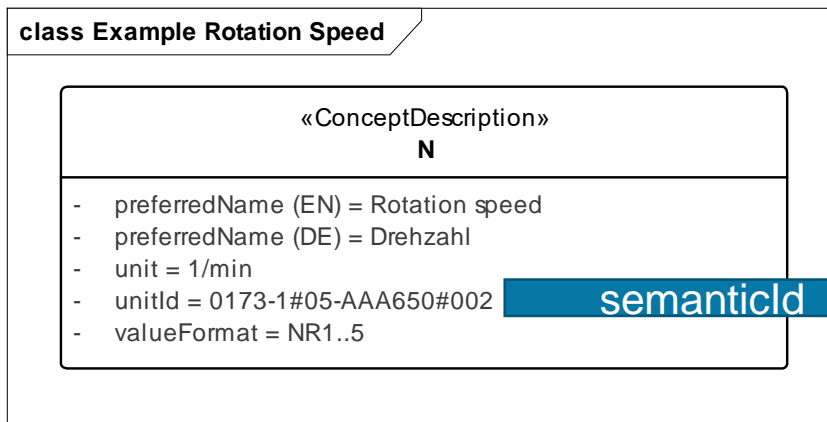 class Example Rotation Speed
«ConceptDescription»
N
- preferredName (EN) = Rotation speed
- preferredName (DE) = Drehzahl
- unit = 1/min
- unitId = 0173-1#05-AAA650#002
semanticId
- valueFormat = NR1..5